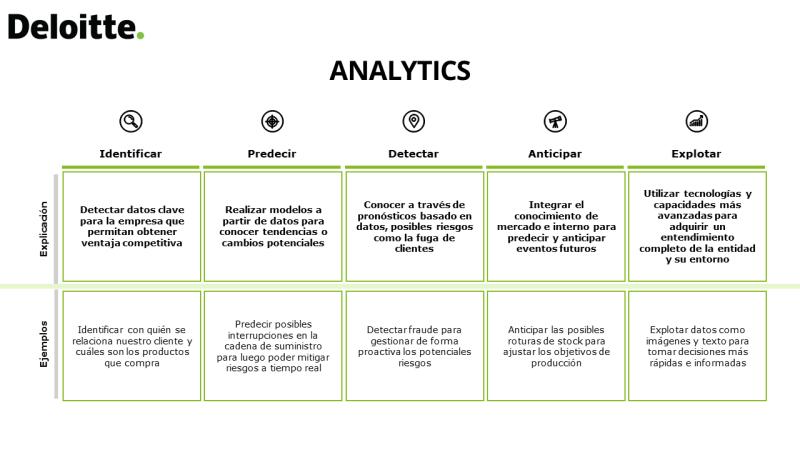 Deloitte.
ANALYTICS
Identificar
Predecir
Detectar
Anticipar
Explotar
Explicación
Detectar datos clave
para la empresa que
permitan obtener
ventaja competitiva
Realizar modelos a
partir de datos para
conocer tendencias o
cambios potenciales
Conocer a través de
pronósticos basado en
datos, posibles riesgos
como la fuga de
clientes
Integrar el
conocimiento de
mercado e interno para
predecir y anticipar
eventos futuros
Utilizar tecnologías y
capacidades más
avanzadas para
adquirir un
entendimiento
completo de la entidad
y su entorno
Ejemplos
Identificar con quién se
relaciona nuestro cliente y
cuáles son los productos
que compra
Predecir posibles
interrupciones en la
cadena de suministro
para luego poder mitigar
riesgos a tiempo real
Detectar fraude para
gestionar de forma
proactiva los potenciales
riesgos
Anticipar las posibles
roturas de stock para
ajustar los objetivos de
producción
Explotar datos como
imágenes y texto para
tomar decisiones más
rápidas e informadas